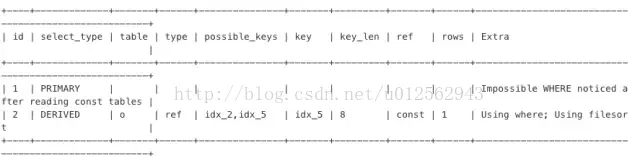 +----+-------------+-------+------+---------------+-------+---------+-------+------+-----------------------------
---------------------------+
| id | select_type | table | type | possible_keys | key | key_len | ref | rows | Extra
|
+----+-------------+-------+------+---------------+-------+---------+-------+------+-----------------------------
---------------------------+
| 1 | PRIMARY | | | | | | | | Impossible WHERE noticed a
fter reading const tables |
| 2 | DERIVED | o | ref | idx_2,idx_5 | idx_5 | 8 | const | 1 | Using where; Using filesor
t |
+----+-------------+-------+------+---------------+-------+---------+-------+------+-----------------------------
---------------------------+
http://blog.csdn.net/u012562943